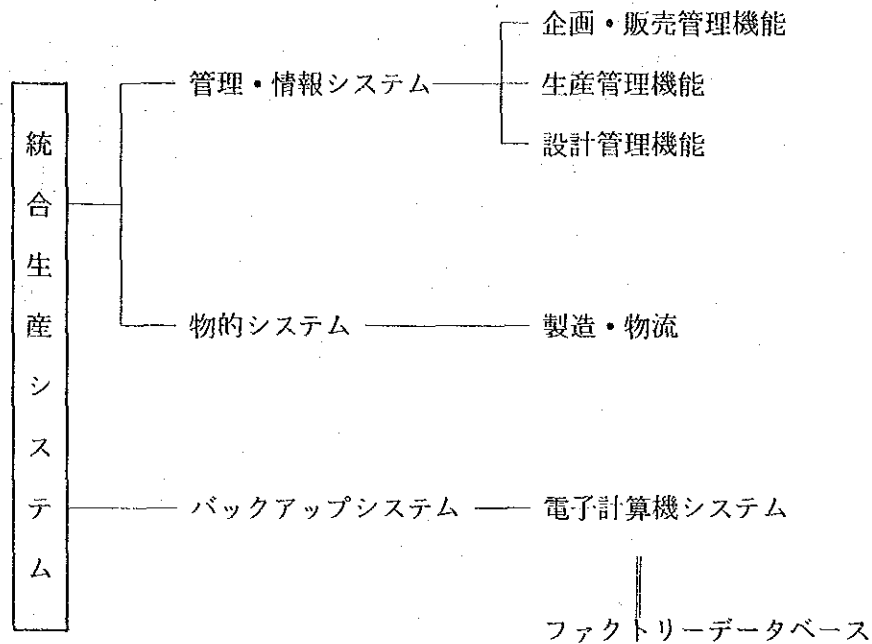 統合生産システム
管理・情報システム
企画・販売管理機能
生産管理機能
設計管理機能
物的システム
製造・物流
バックアップシステム
電子計算機システム
ファクトリーデータベース